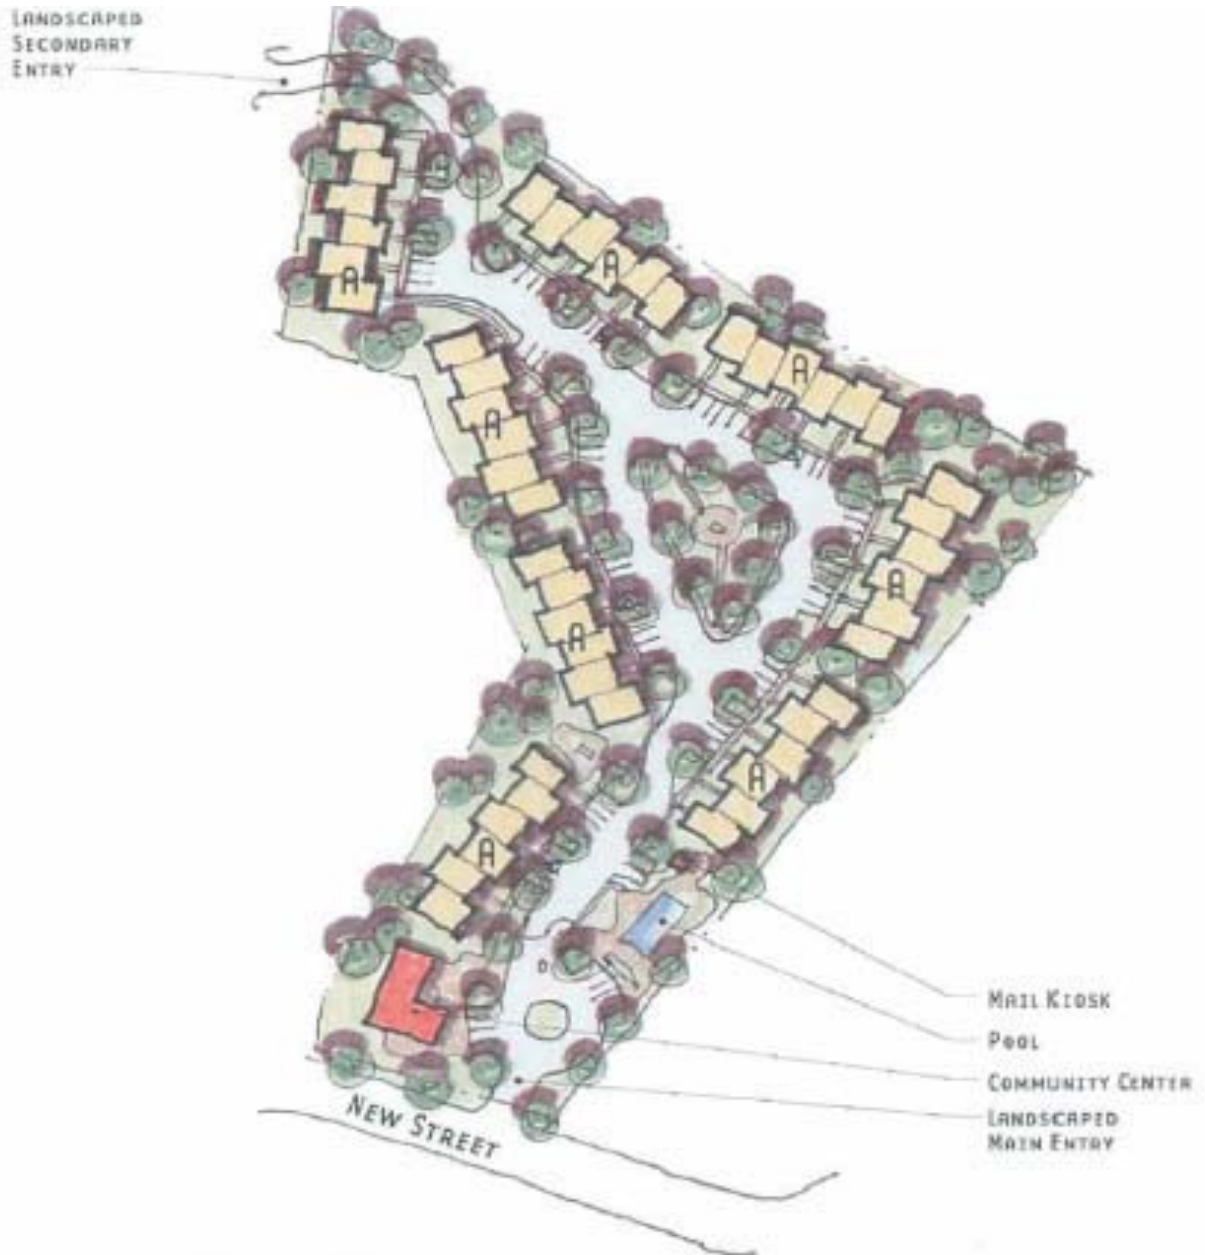 LANDSCAPED
SECONDARY
ENTRY
A
A
A
A
A
A
A
A
MAIL KIOSK
POOL
COMMUNITY CENTER
LANDSCAPED
MAIN ENTRY
NEW STREET